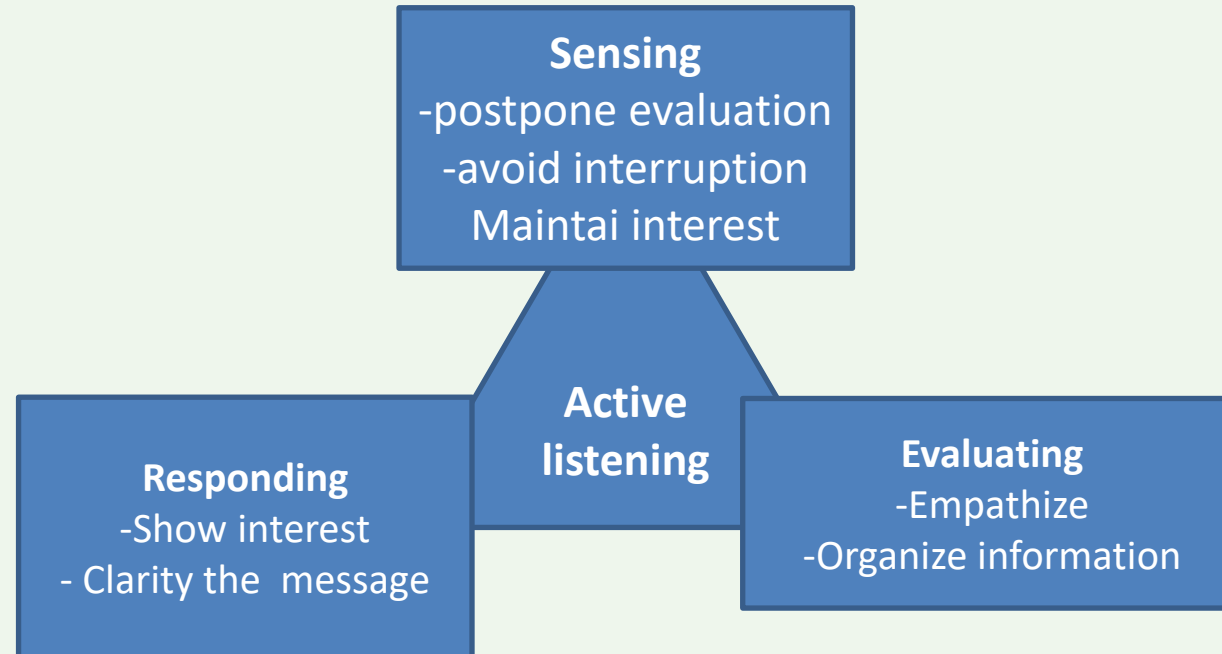 Sensing
-postpone evaluation
-avoid interruption
Maintai interest
Active
listening
Responding
-Show interest
- Clarity the  message
Evaluating
-Empathize
-Organize information